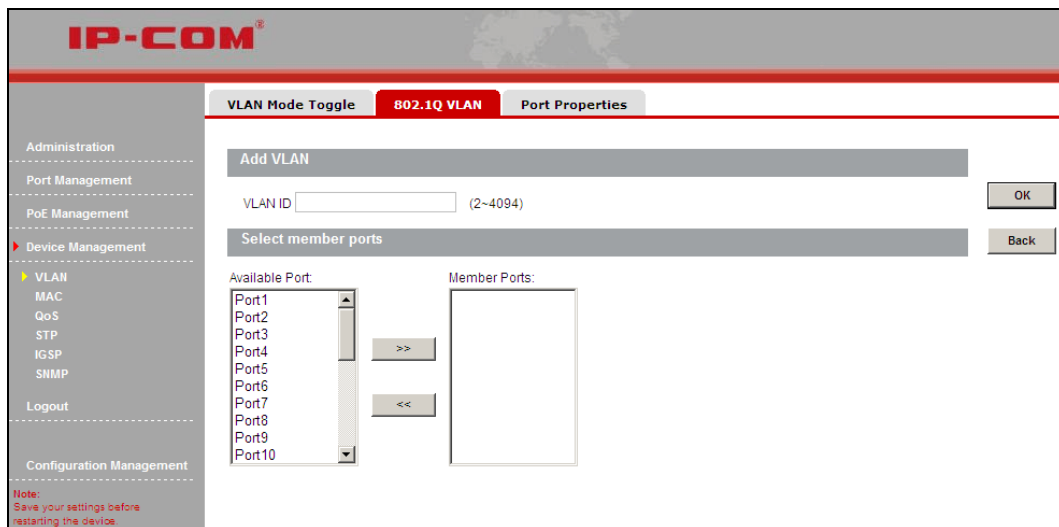 IP-COM®
VLAN Mode Toggle
802.1Q VLAN
Port Properties
Administration
Port Management
PoE Management
Device Management
VLAN
MAC
QoS
STP
IGSP
SNMP
Logout
Configuration Management
Note:
Save your settings before
restarting the device.
Add VLAN
VLAN ID (2~4094)
OK
Select member ports
Back
Available Port:
Member Ports:
Port1
Port2
Port3
Port4
Port5
Port6
Port7
Port8
Port9
Port10
>>
<<